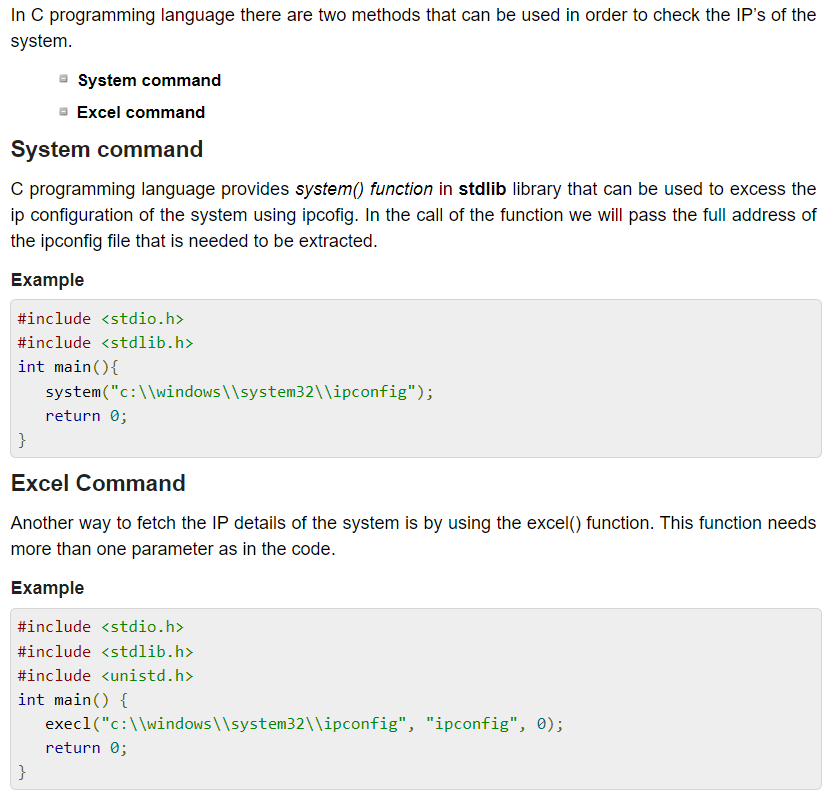 In C programming language there are two methods that can be used in order to check the IP's of the
system.
System command
Excel command
System command
C programming language provides system() function in stdlib library that can be used to excess the
ip configuration of the system using ipcofig. In the call of the function we will pass the full address of
the ipconfig file that is needed to be extracted.
Example
#include <stdio.h>
#include <stdlib.h>
int main(){
   system("c:\\windows\\system32\\ipconfig");
   return 0;
}
Excel Command
Another way to fetch the IP details of the system is by using the excel() function. This function needs
more than one parameter as in the code.
Example
#include <stdio.h>
#include <stdlib.h>
#include <unistd.h>
int main() {
   execl("c:\\windows\\system32\\ipconfig", "ipconfig", 0);
   return 0;
}